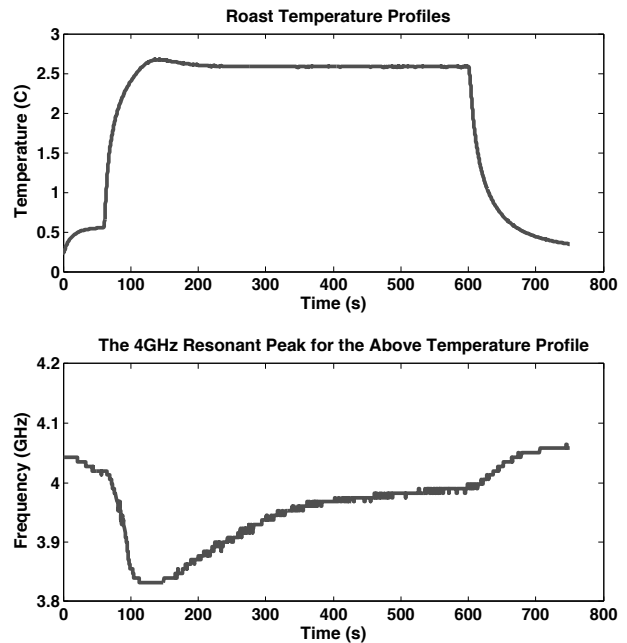 Roast Temperature Profiles
3
2.5
2
1.5
1
0.5
0
Temperature (C)
0 100 200 300 400 500 600 700 800
Time (s)
The 4GHz Resonant Peak for the Above Temperature Profile
4.2
4.1
4
3.9
3.8
Frequency (GHz)
0 100 200 300 400 500 600 700 800
Time (s)